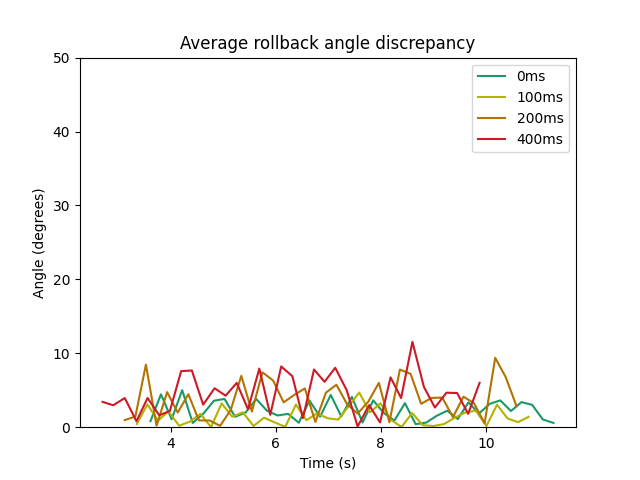 Average rollback angle discrepancy
50
40
30
20
10
0
Angle (degrees)
0ms
100ms
200ms
400ms
4
6
8
10
Time (s)